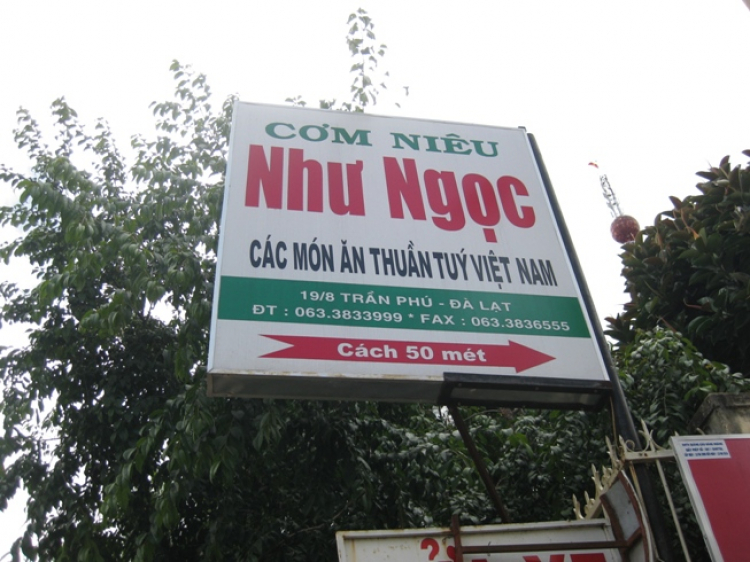 CƠM NIÊU
Như Ngọc
CÁC MÓN ĂN THUẦN TUÝ VIỆT NAM
19/8 TRẦN PHÚ - ĐÀ LẠT
ĐT : 063.3833999 * FAX : 063.3836555
Cách 50 mét